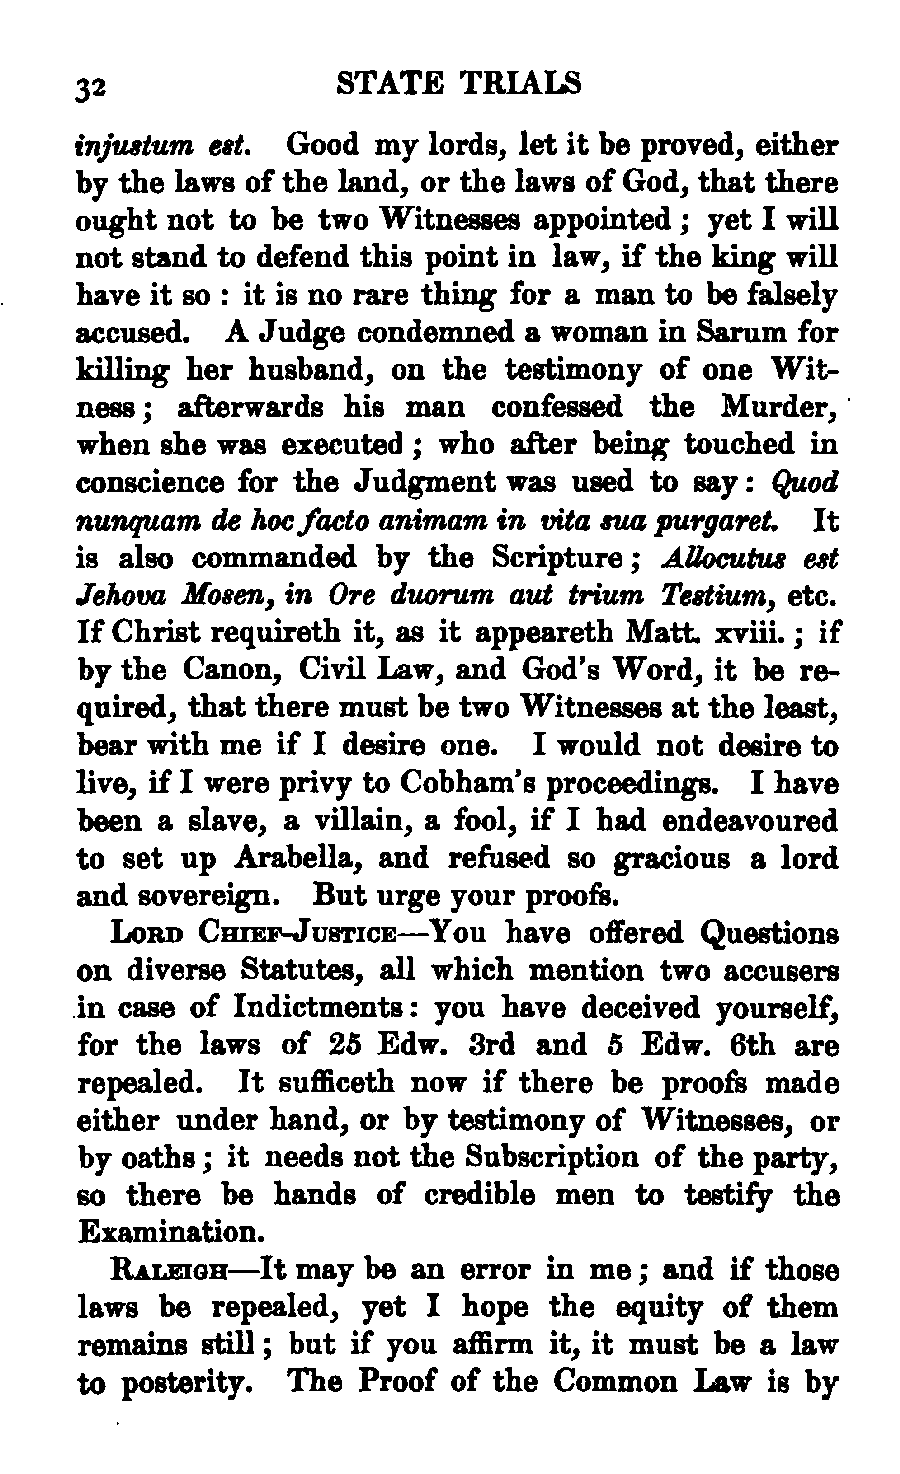 32 STATE TRIALS
injustum est. Good my lords, let it be proved, either
by the laws of the land, or the laws of God, that there
ought not to be two Witnesses appointed ; yet I will
not stand to defend this point in law, if the king will
have it so : it is no rare thing for a man to be falsely
accused. A Judge condemned a woman in Sarum for
killing her husband, on the testimony of one Wit-
ness ; afterwards his man confessed the Murder,
when she was executed ; who after being touched in
conscience for the Judgment was used to say : Quod
nunquam de hoc facto animam in vita sua purgaret. It
is also commanded by the Scripture ; Allocutus est
Jehova Mosen, in Ore duorum aut trium Testium, etc.
If Christ requireth it, as it appeareth Matt. xviii. ; if
by the Canon, Civil Law, and God's Word, it be re-
quired, that there must be two Witnesses at the least,
bear with me if I desire one. I would not desire to
live, if I were privy to Cobham's proceedings. I have
been a slave, a villain, a fool, if I had endeavoured
to set up Arabella, and refused so gracious a lord
and sovereign. But urge your proofs.
LORD CHIEF-JUSTICE—You have offered Questions
on diverse Statutes, all which mention two accusers
in case of Indictments : you have deceived yourself,
for the laws of 25 Edw. 3rd and 5 Edw. 6th are
repealed. It sufficeth now if there be proofs made
either under hand, or by testimony of Witnesses, or
by oaths ; it needs not the Subscription of the party,
so there be hands of credible men to testify the
Examination.
RALEIGH—It may be an error in me ; and if those
laws be repealed, yet I hope the equity of them
remains still ; but if you affirm it, it must be a law
to posterity. The Proof of the Common Law is by